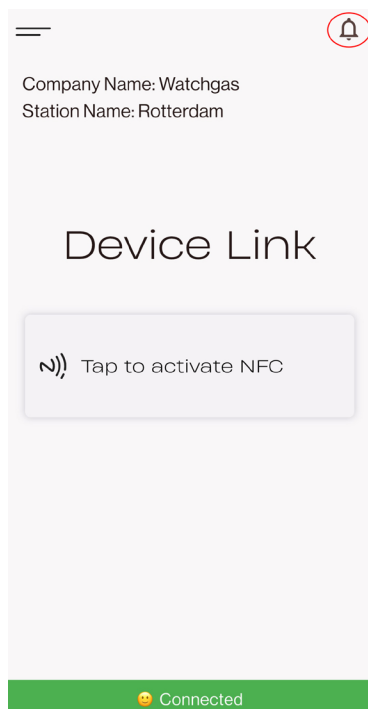 Company Name: Watchgas
Station Name: Rotterdam
Device Link
Tap to activate NFC
🙂 Connected